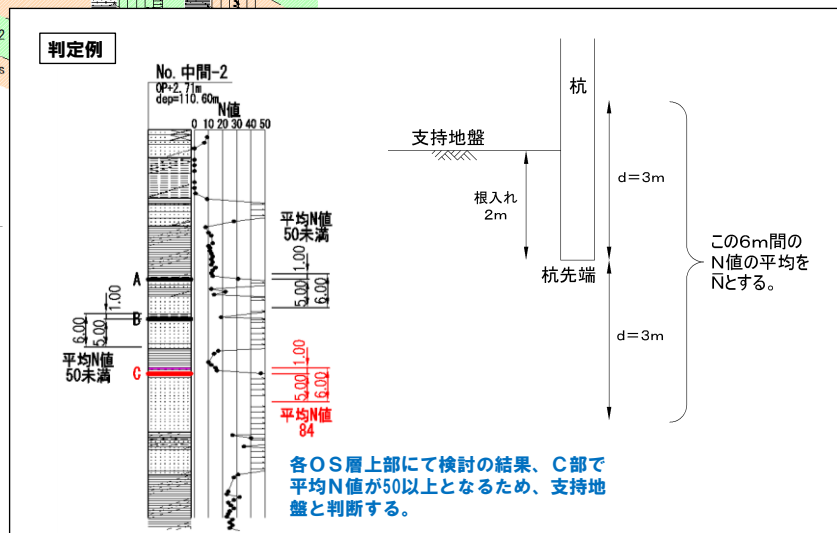 2
s
判定例
No. 中間-2
OP+2.71m
dep=110.60m
N値
0 10 20 30 40 50
平均N値
50未満
1.00
5.00
6.00
A
1.00
B
6.00
5.00
平均N値
50未満
C
1.00
5.00
6.00
平均N値
84
各OS層上部にて検討の結果、C部で
平均N値が50以上となるため、支持地
盤と判断する。
杭
支持地盤
根入れ
2m
杭先端
d=3m
d=3m
この6m間の
N値の平均を
N̅とする。